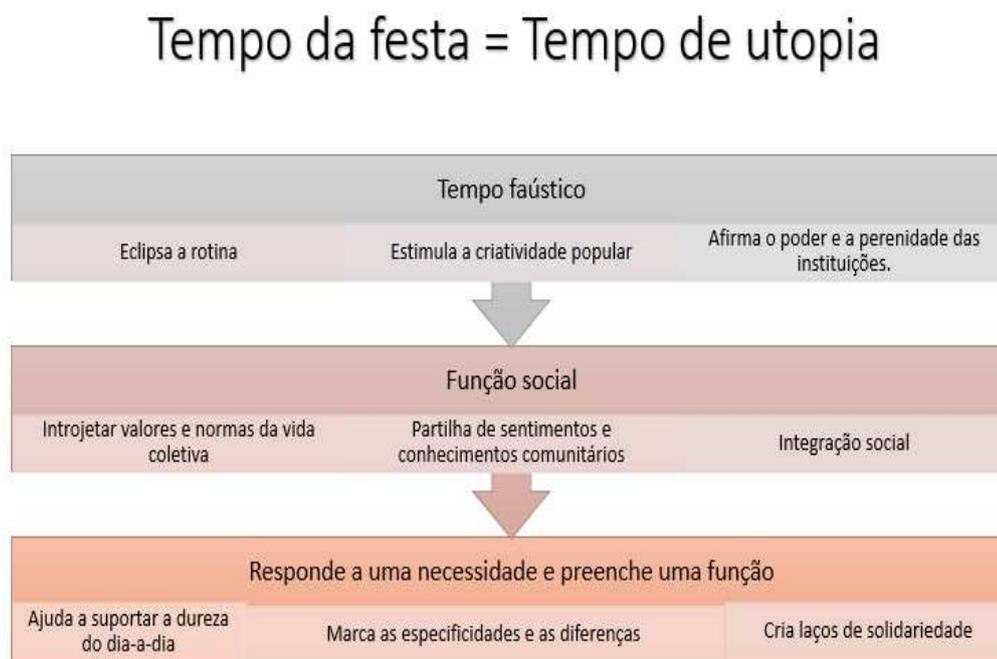 Tempo da festa = Tempo de utopia
Tempo faústico
Eclipsa a rotina
Estimula a criatividade popular
Afirma o poder e a perenidade das
instituições.
Função social
Introjetar valores e normas da vida
coletiva
Partilha de sentimentos e
conhecimentos comunitários
Integração social
Responde a uma necessidade e preenche uma função
Ajuda a suportar a dureza
do dia-a-dia
Marca as especificidades e as diferenças
Cria laços de solidariedade